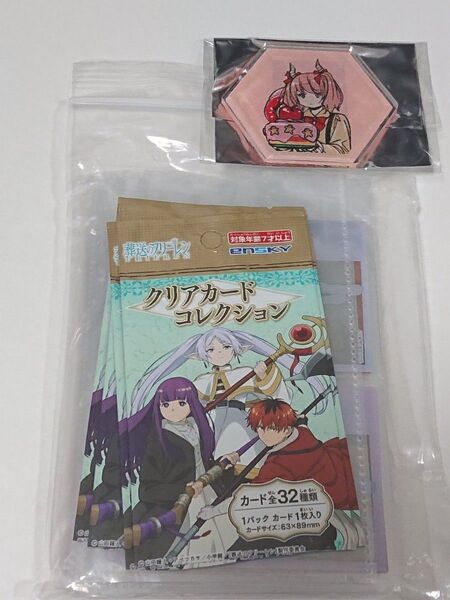 葬送のフリーレン
対象年齢7才以上
ensky
クリアカード
コレクション
カード全32種類
1パック カード1枚入り
カードサイズ:63×89mm